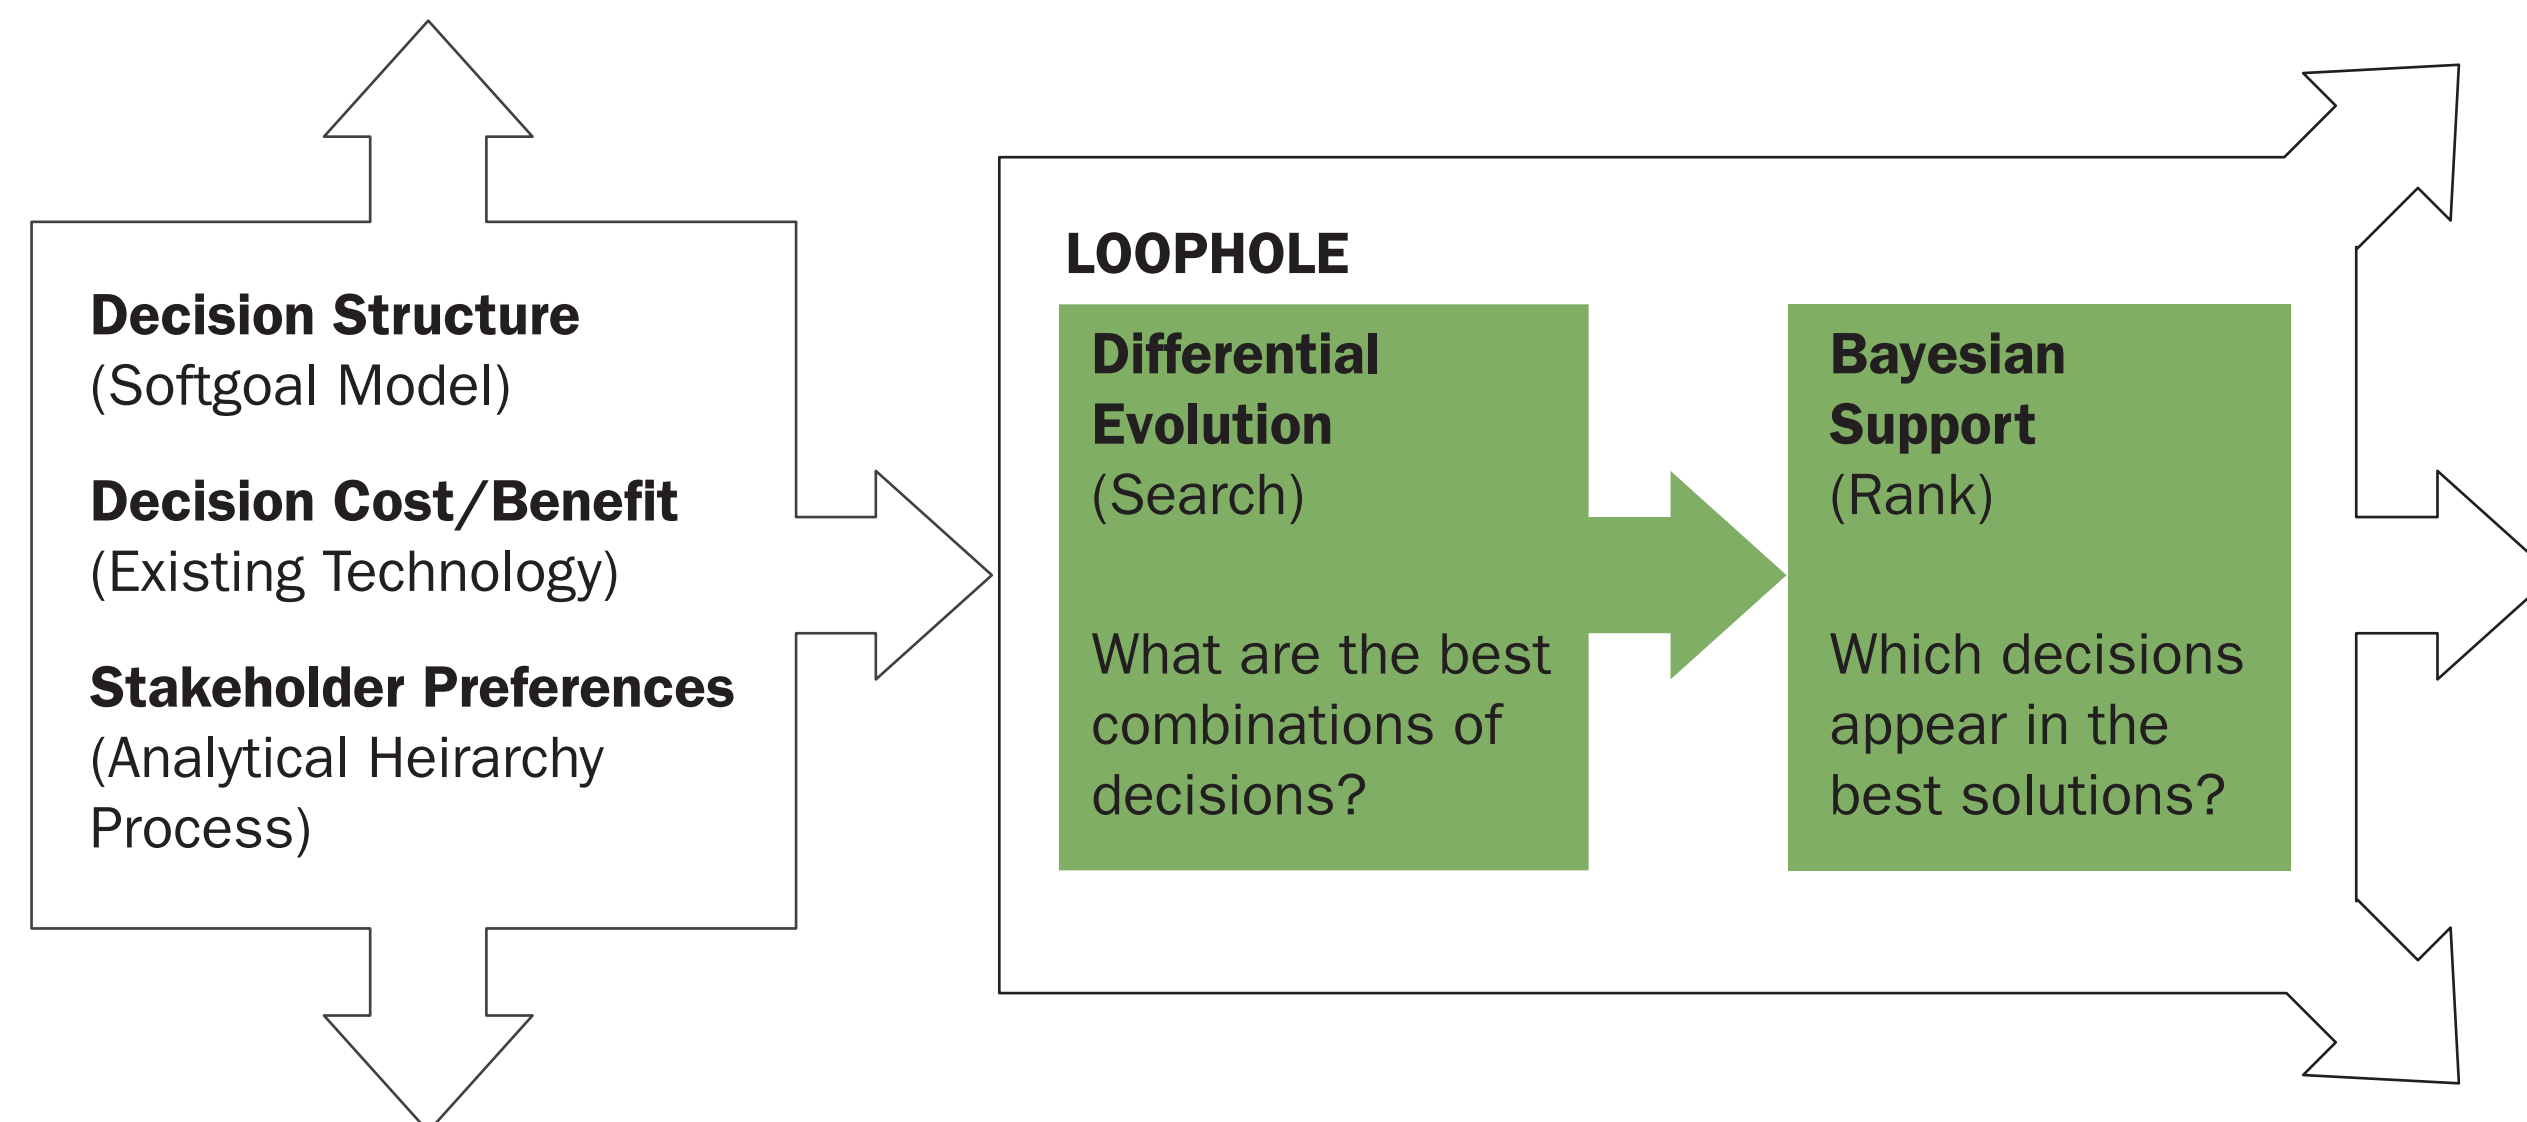 Decision Structure
(Softgoal Model)
Decision Cost/Benefit
(Existing Technology)
Stakeholder Preferences
(Analytical Heirarchy
Process)
LOOPHOLE
Differential
Evolution
(Search)
What are the best
combinations of
decisions?
Bayesian
Support
(Rank)
Which decisions
appear in the
best solutions?